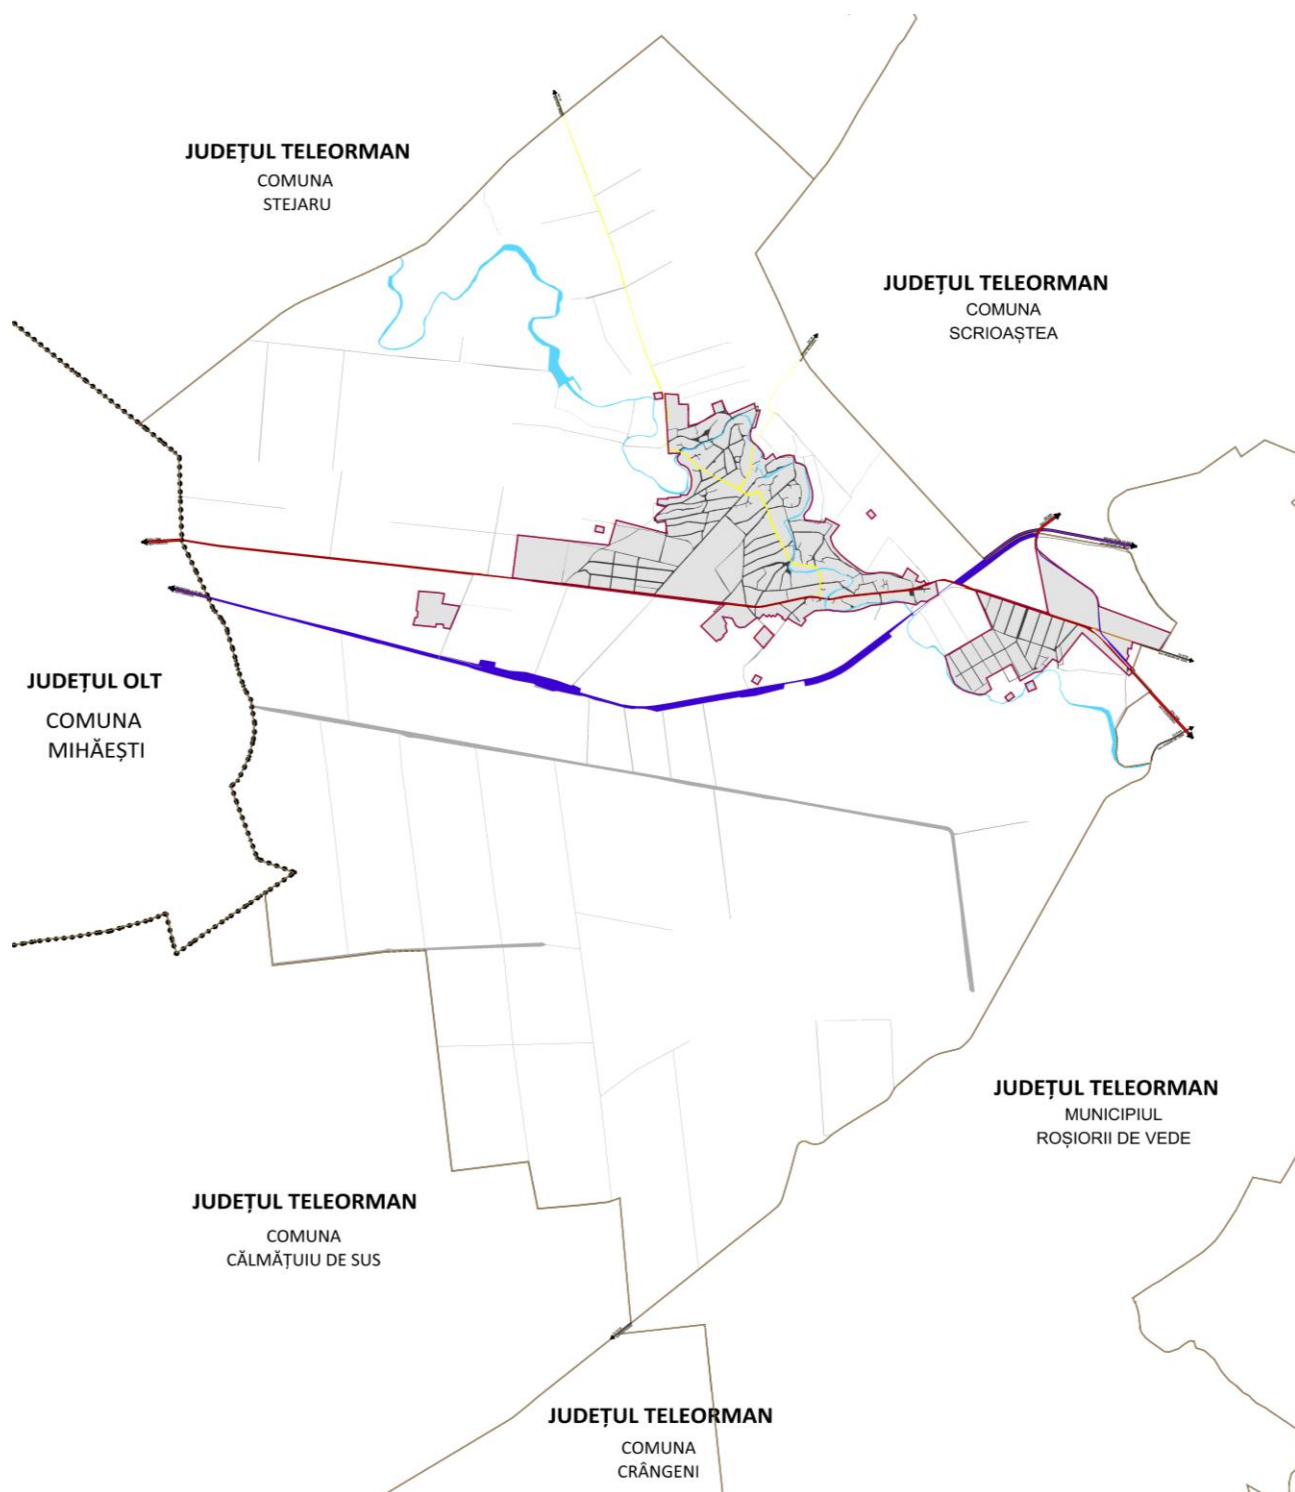 JUDEȚUL TELEORMAN
COMUNA
STEJARU
JUDEȚUL TELEORMAN
COMUNA
SCRIOAȘTEA
JUDEȚUL OLT
COMUNA
MIHĂEȘTI
JUDEȚUL TELEORMAN
MUNICIPIUL
ROȘIORII DE VEDE
JUDEȚUL TELEORMAN
COMUNA
CĂLMĂȚUIU DE SUS
JUDEȚUL TELEORMAN
COMUNA
CRÂNGENI